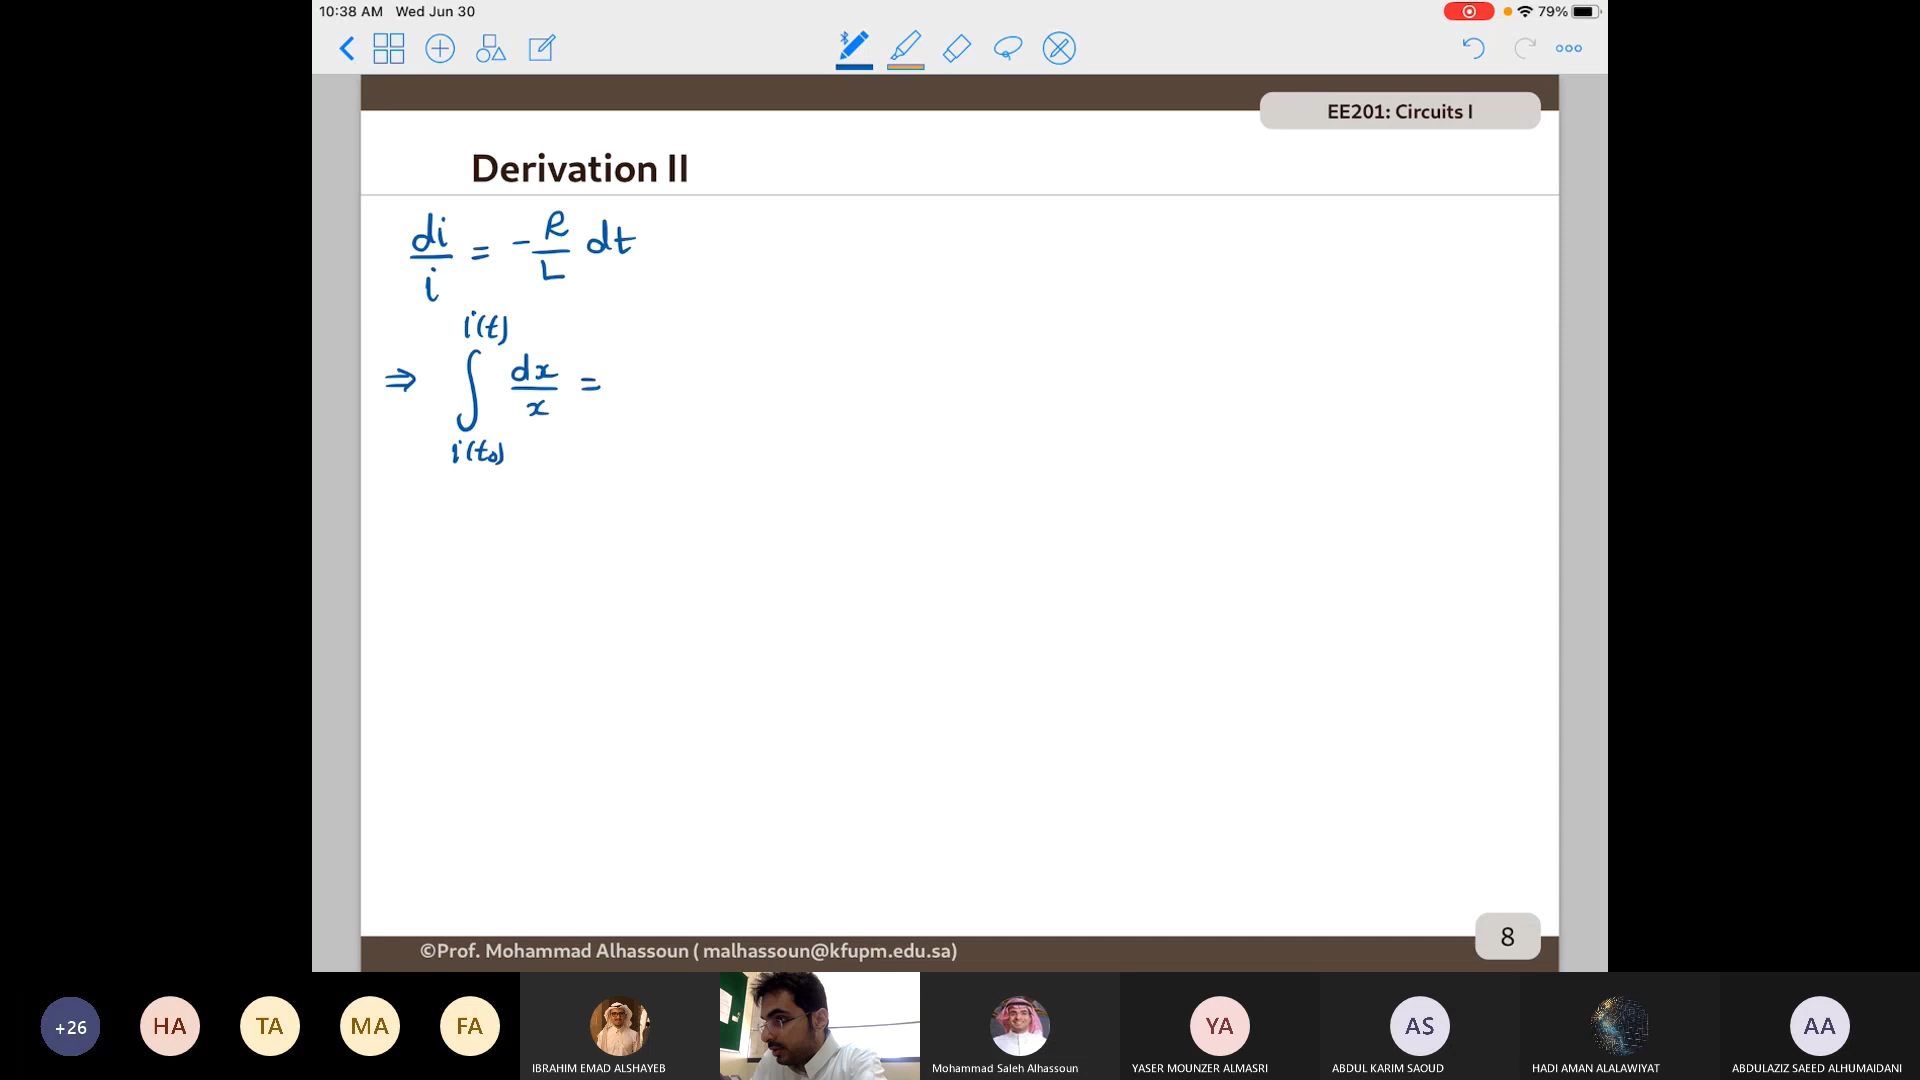 10:38 AM Wed Jun 30
79%
EE201: Circuits I
Derivation II
di/i = -R/L dt
⇒ ∫_{i(t₀)}^{i(t)} dx/x =
8
©Prof. Mohammad Alhassoun ( malhassoun@kfupm.edu.sa)
+26
HA
TA
MA
FA
YA
AS
AA
IBRAHIM EMAD ALSHAYEB
Mohammad Saleh Alhassoun
YASER MOUNZER ALMASRI
ABDUL KARIM SAOUD
HADI AMAN ALALAWIYAT
ABDULAZIZ SAEED ALHUMAIDANI